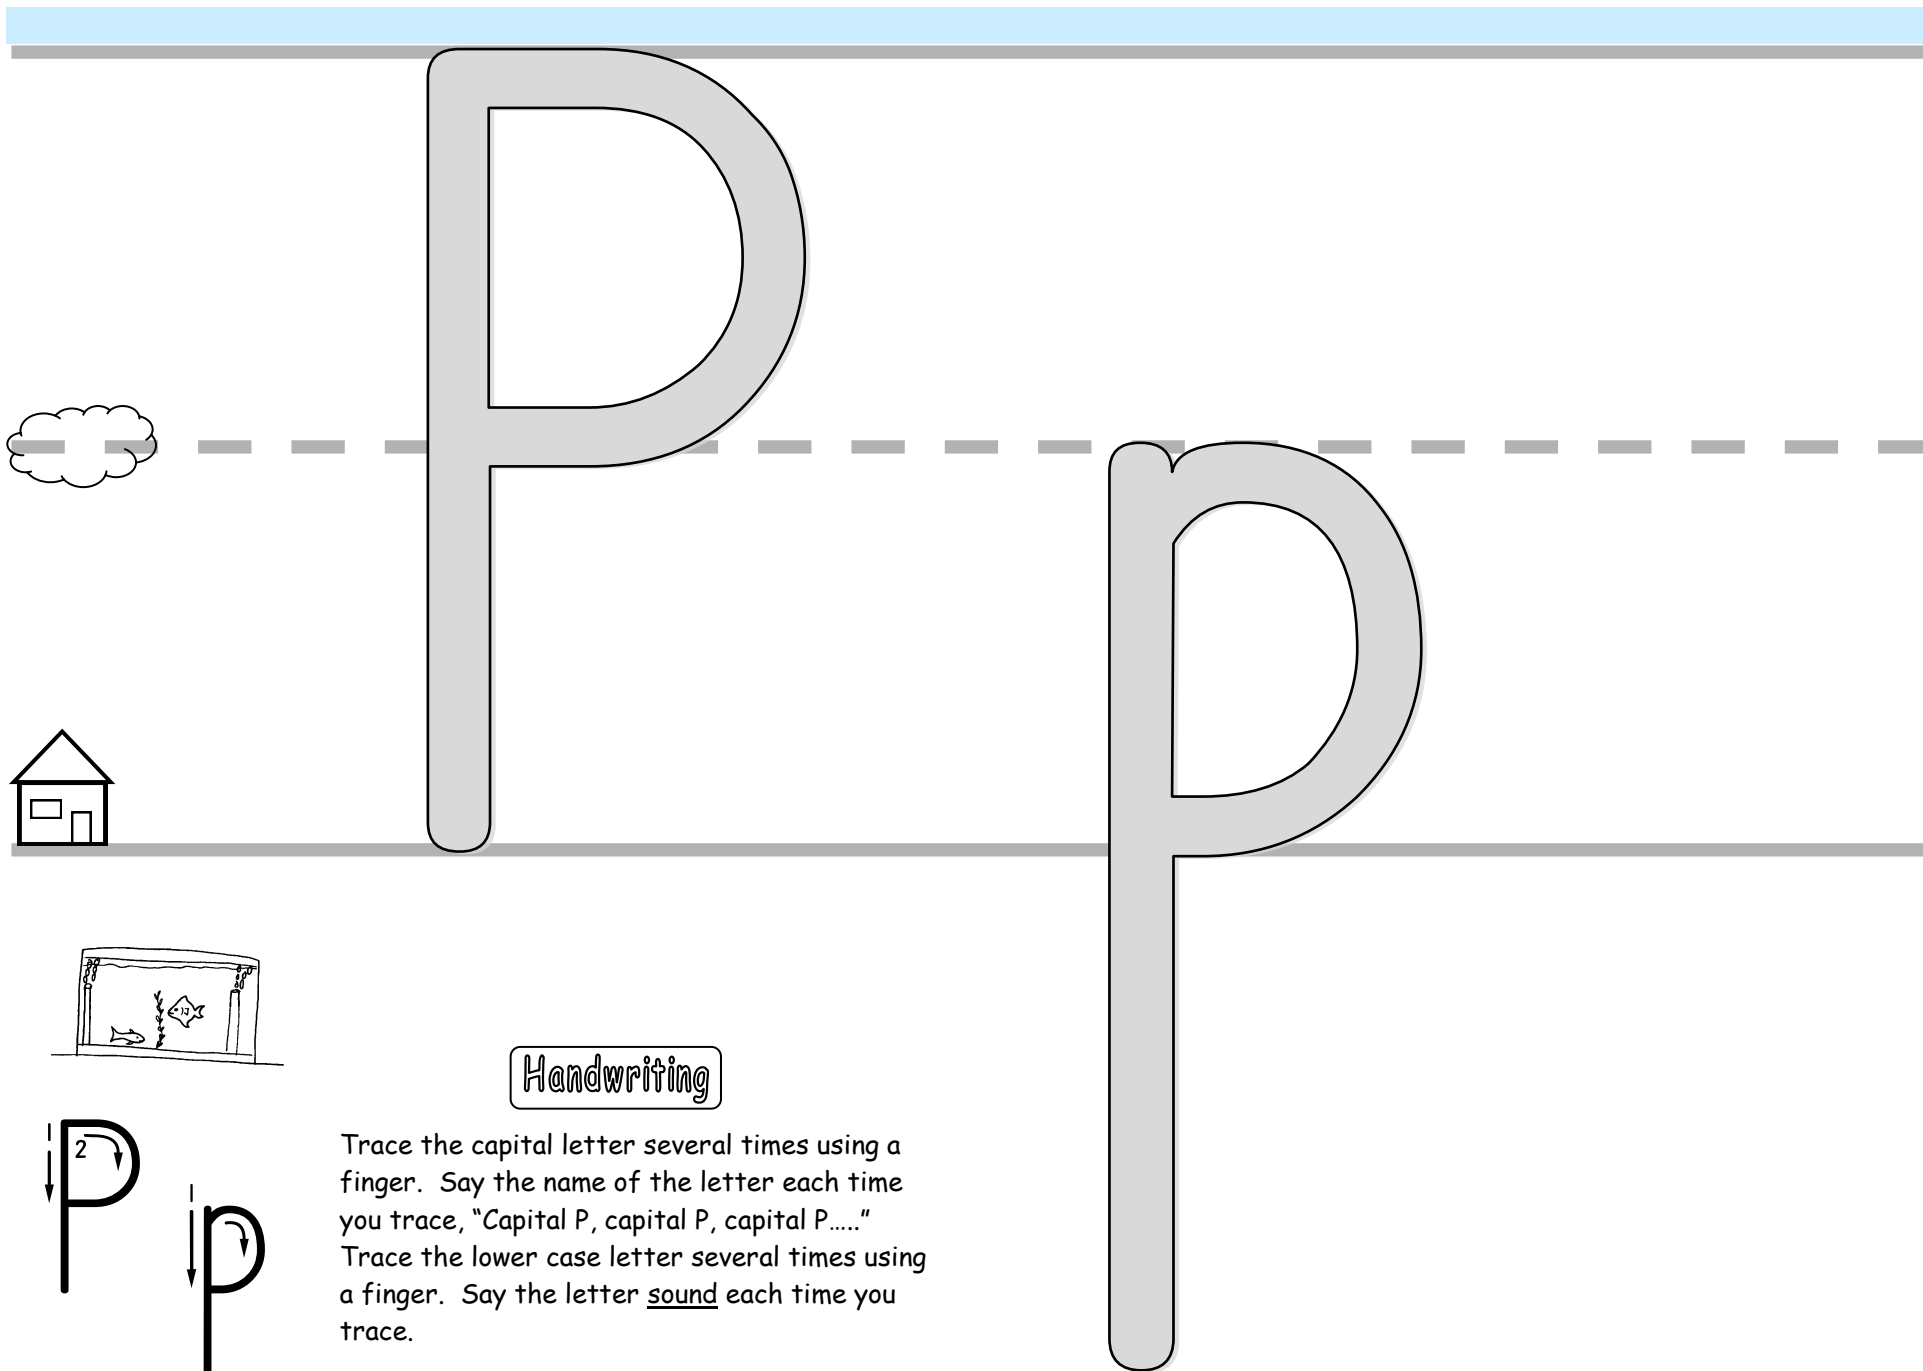 P
p
Handwriting
P
2
p
Trace the capital letter several times using a
finger.  Say the name of the letter each time
you trace, “Capital P, capital P, capital P…..”
Trace the lower case letter several times using
a finger.  Say the letter sound each time you
trace.